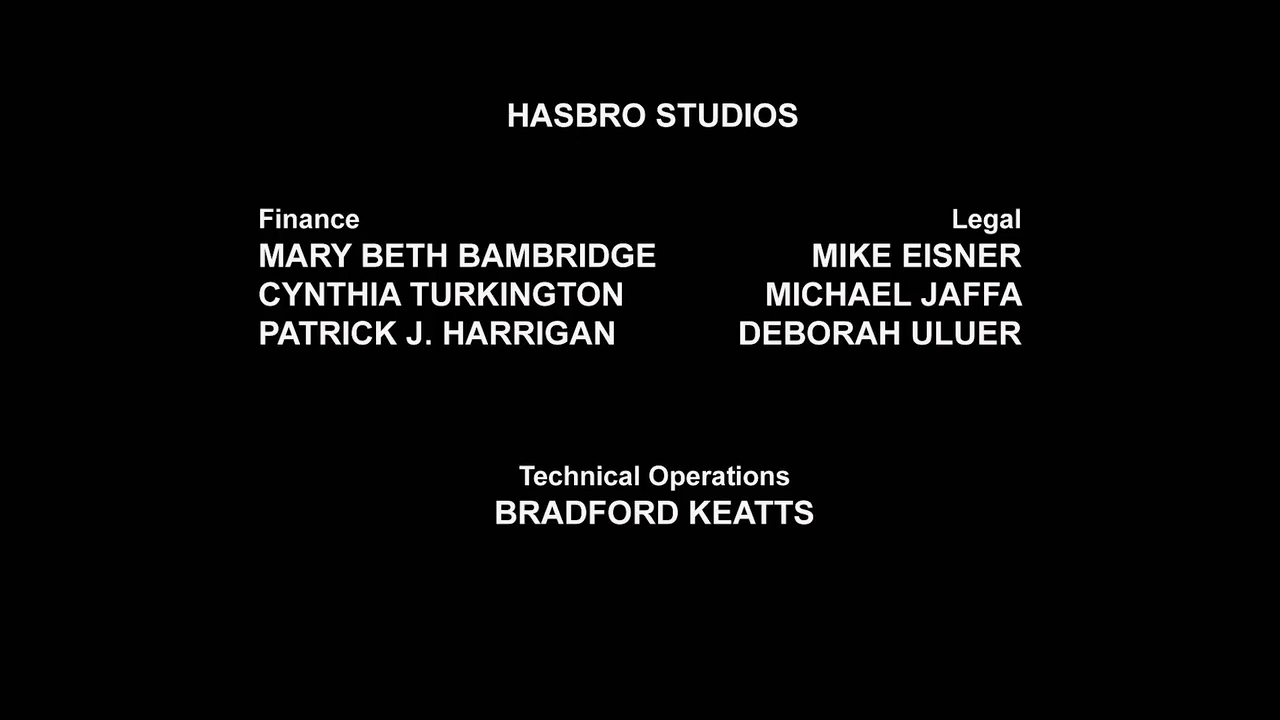 HASBRO STUDIOS
Finance
MARY BETH BAMBRIDGE
CYNTHIA TURKINGTON
PATRICK J. HARRIGAN
Legal
MIKE EISNER
MICHAEL JAFFA
DEBORAH ULUER
Technical Operations
BRADFORD KEATTS